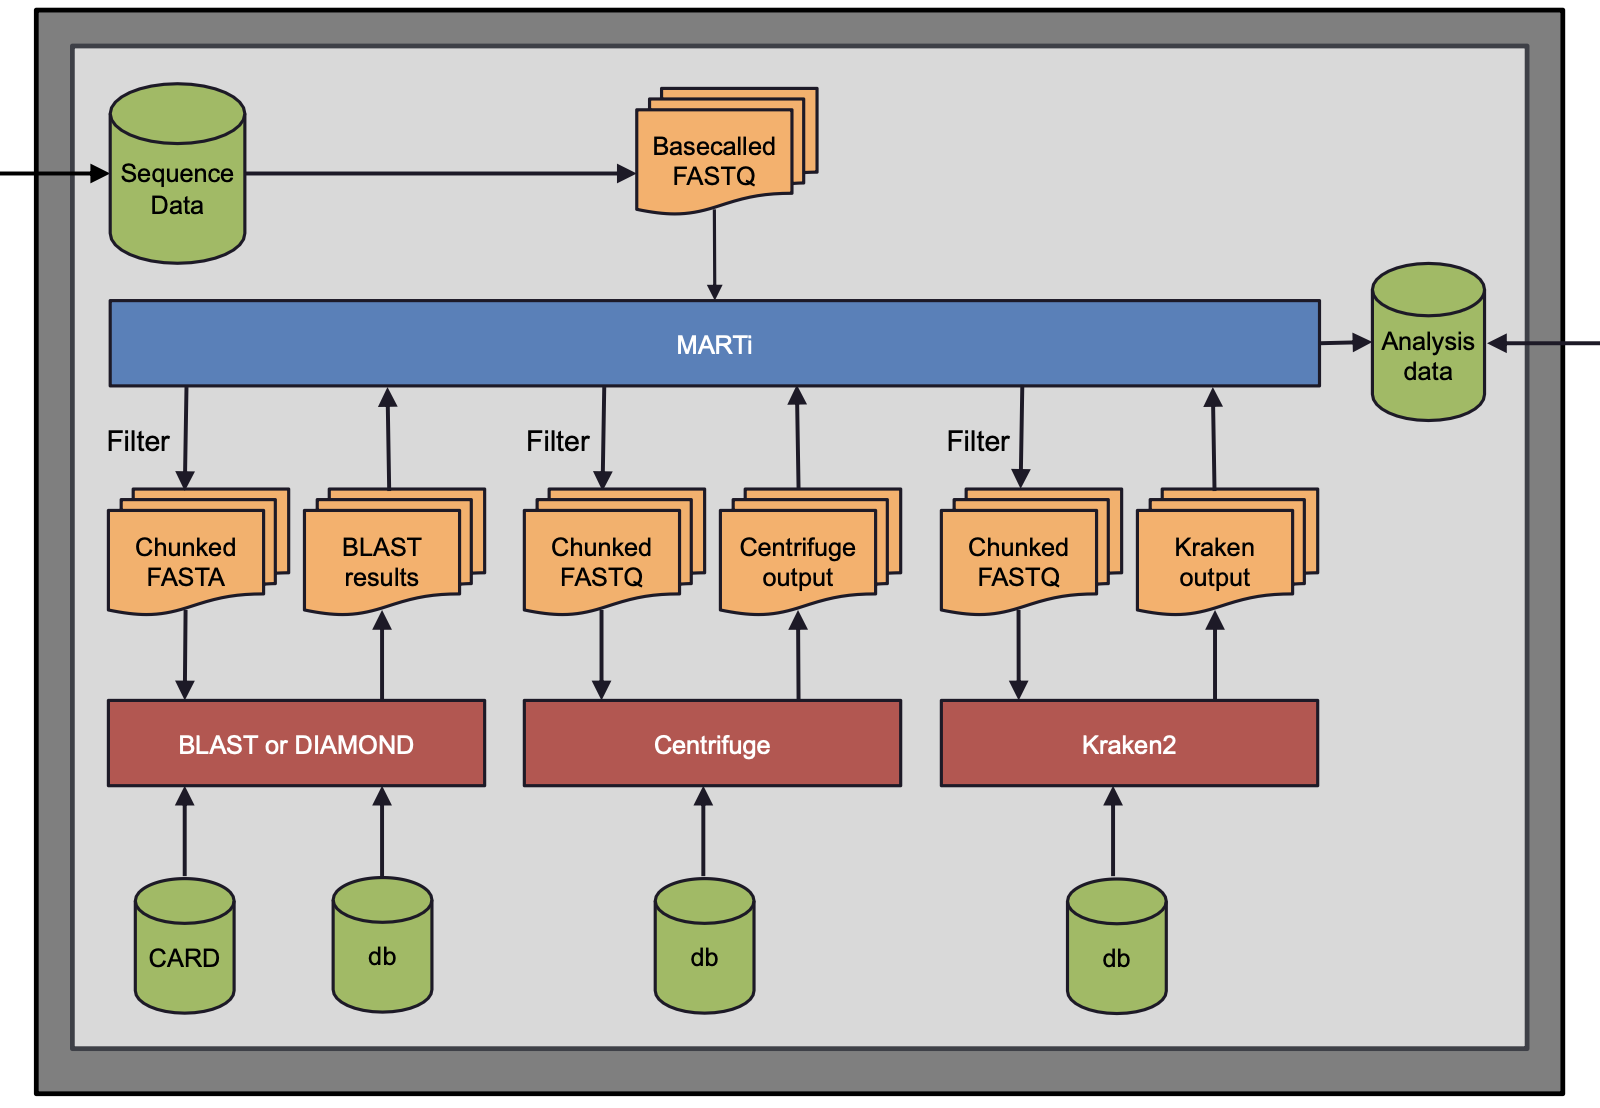 Sequence
Data
Basecalled
FASTQ
MARTi
Analysis
data
Filter
Filter
Filter
Chunked
FASTA
BLAST
results
Chunked
FASTQ
Centrifuge
output
Chunked
FASTQ
Kraken
output
BLAST or DIAMOND
Centrifuge
Kraken2
CARD
db
db
db